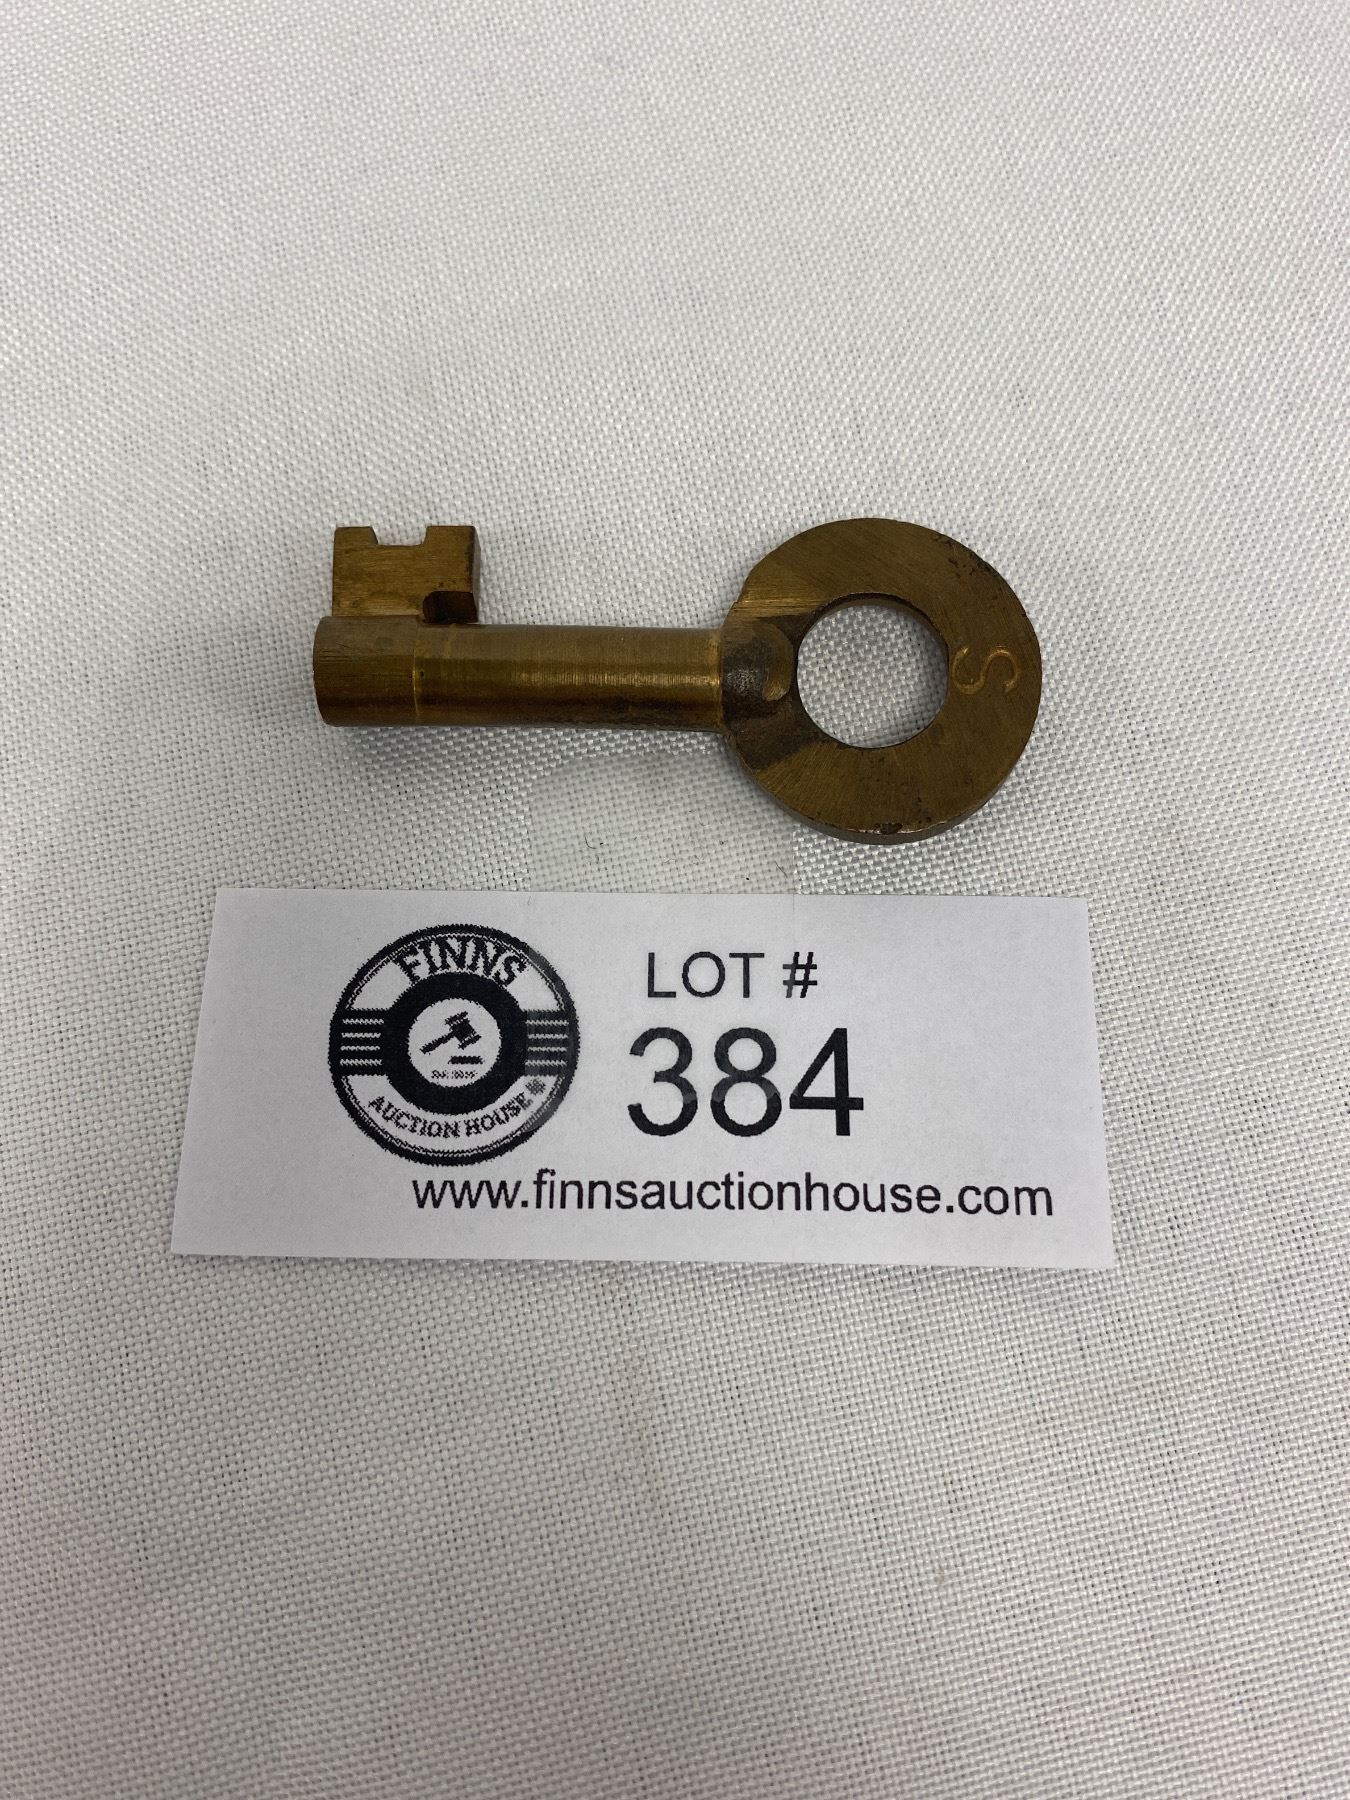 S
FINNS
AUCTION HOUSE
LOT #
384
www.finnsauctionhouse.com